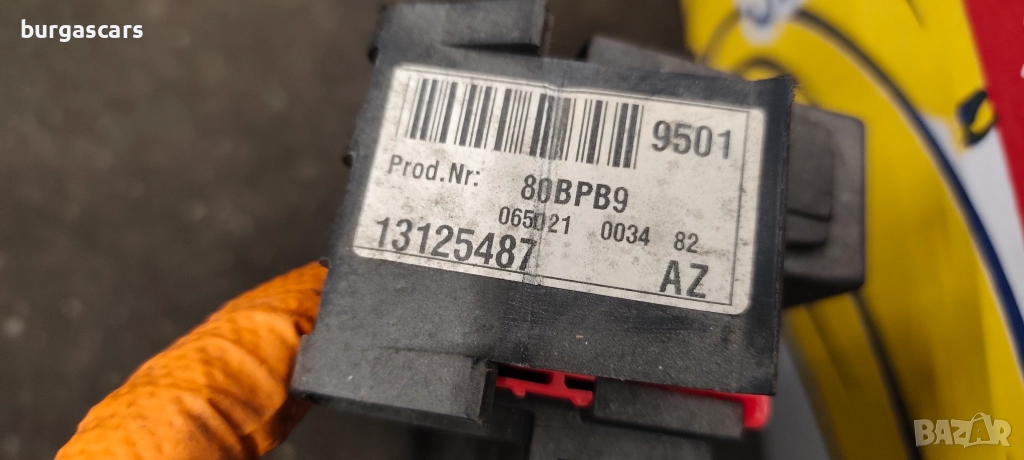 burgascars
9501
Prod.Nr: 80BPB9
065021 0034 82
13125487
AZ
BAZAR